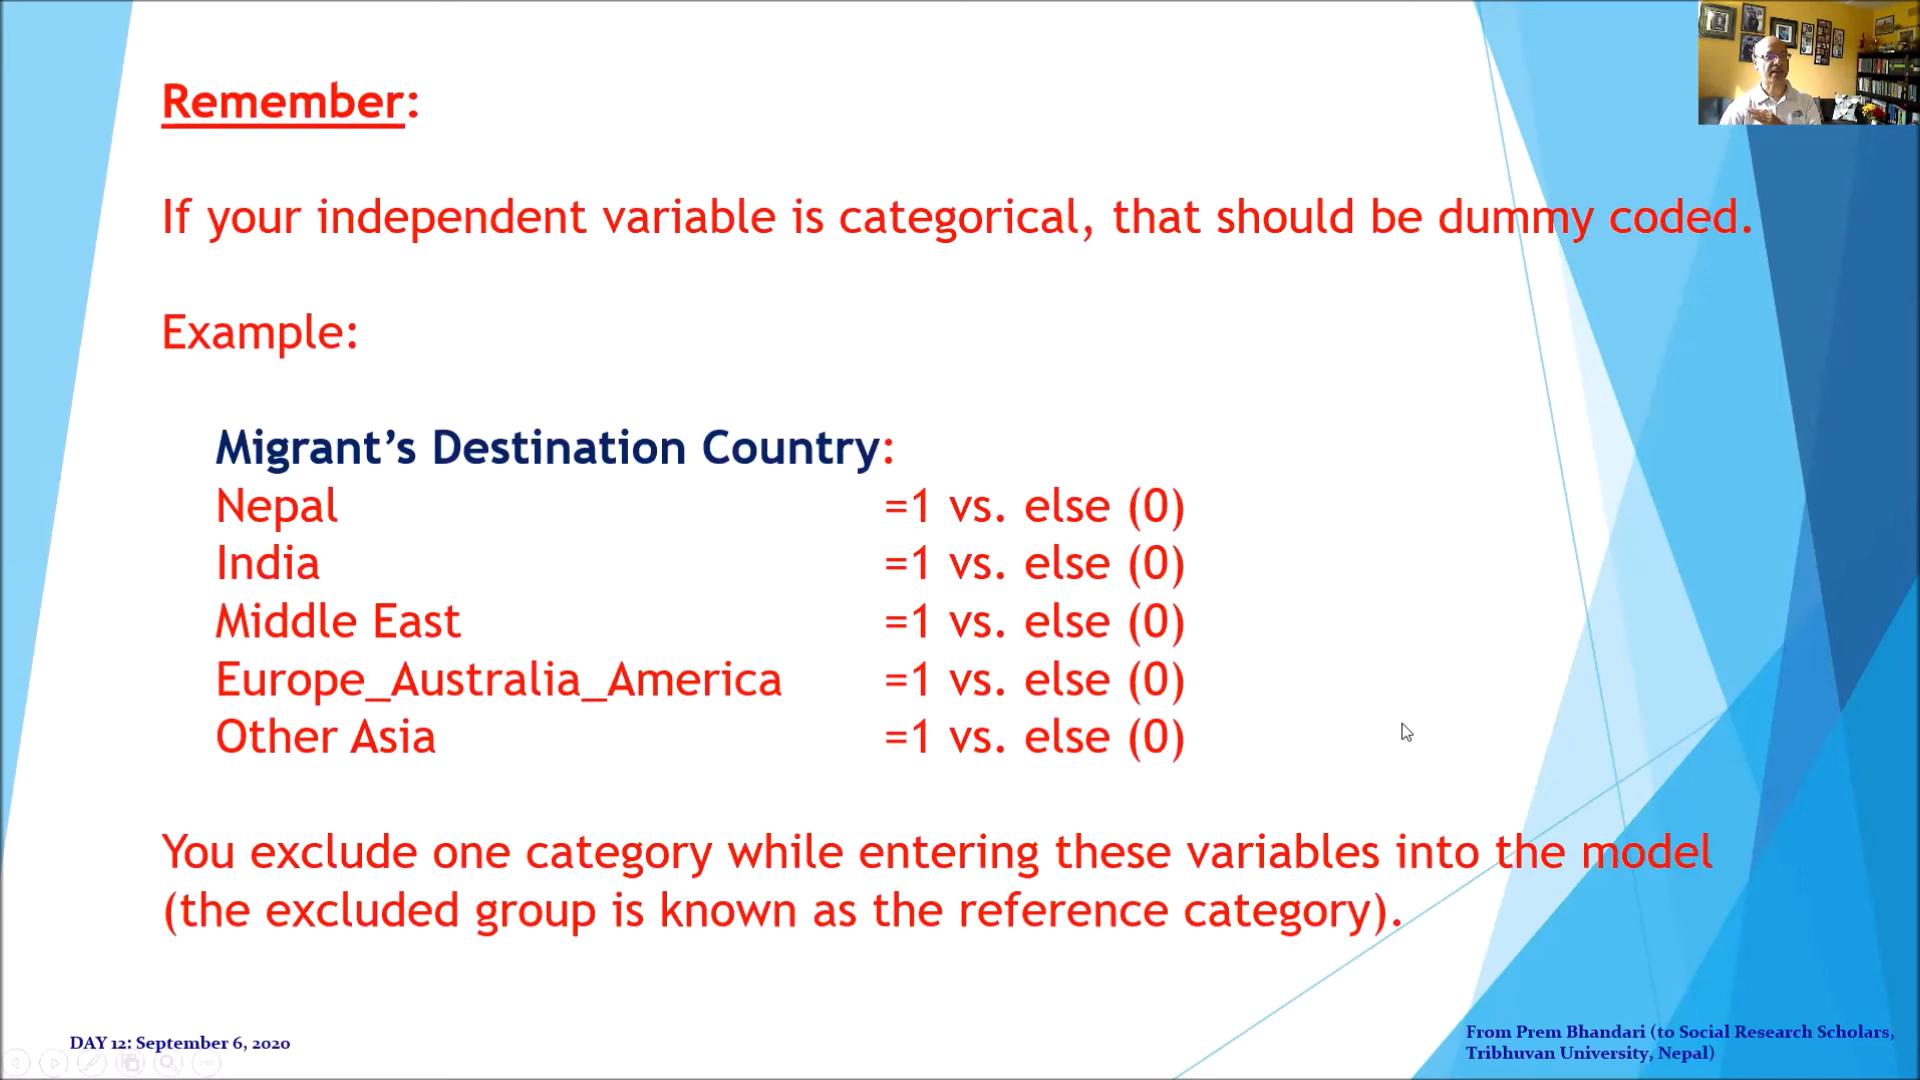 Remember:
If your independent variable is categorical, that should be dummy coded.
Example:
Migrant’s Destination Country:
Nepal =1 vs. else (0)
India =1 vs. else (0)
Middle East =1 vs. else (0)
Europe_Australia_America =1 vs. else (0)
Other Asia =1 vs. else (0)
You exclude one category while entering these variables into the model
(the excluded group is known as the reference category).
DAY 12: September 6, 2020
From Prem Bhandari (to Social Research Scholars,
Tribhuvan University, Nepal)